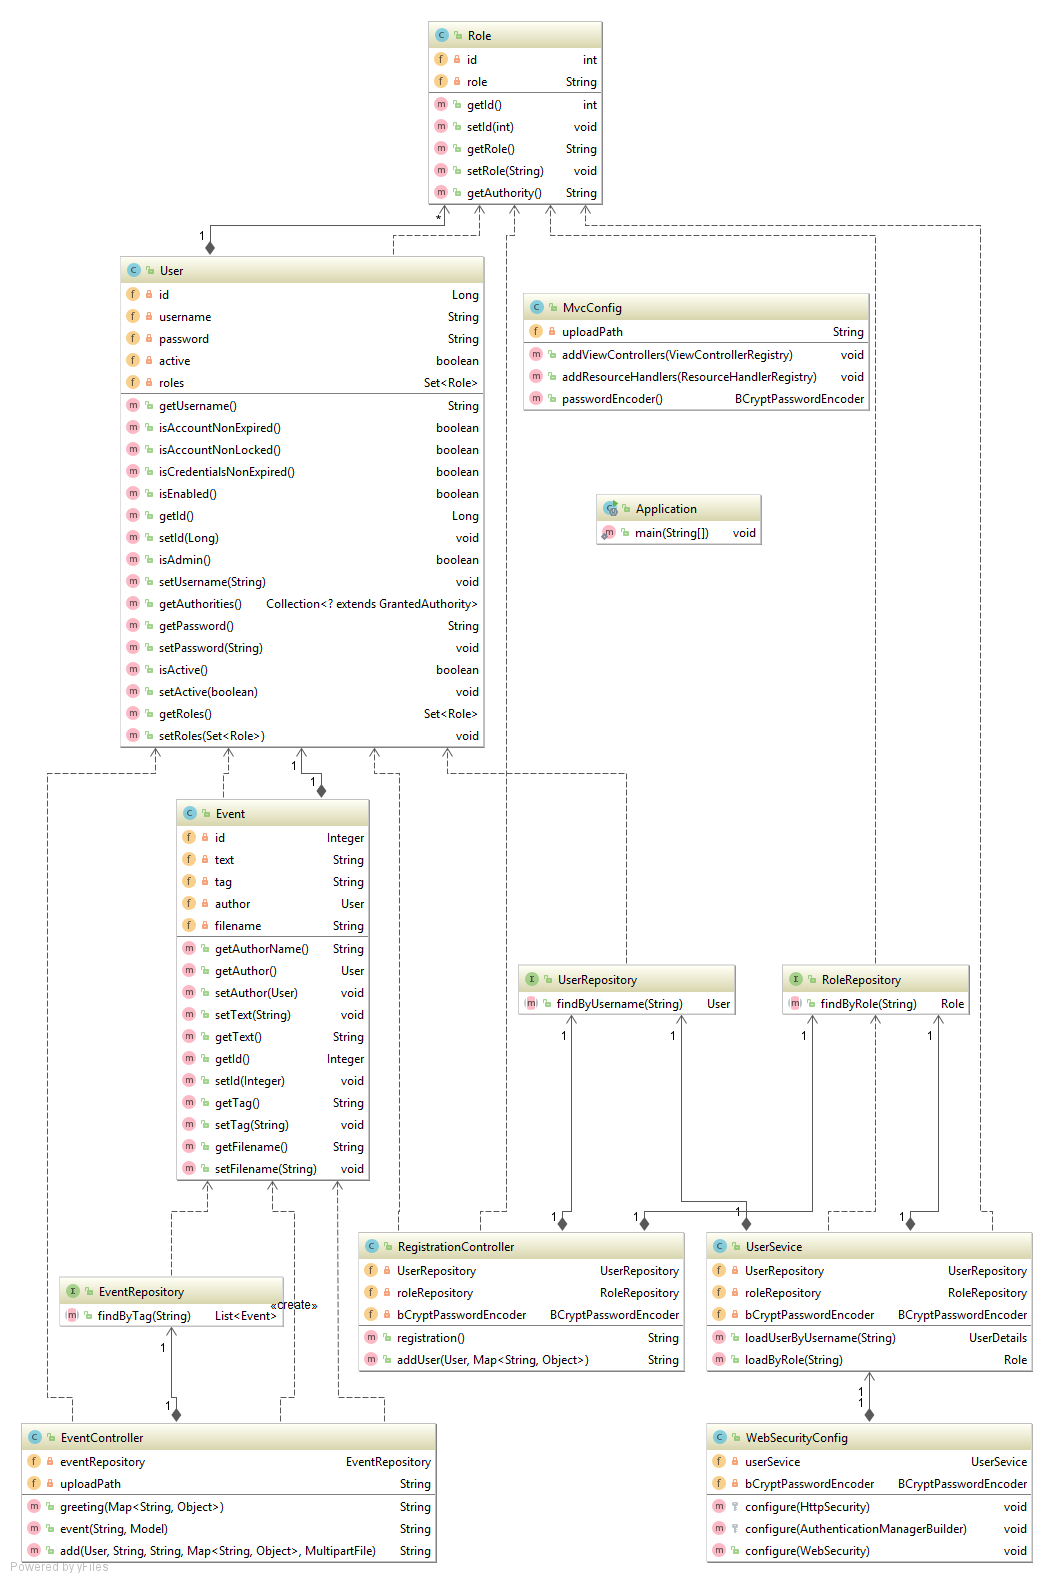 Role
id int
role String
getId() int
setId(int) void
getRole() String
setRole(String) void
getAuthority() String
*
1
User
id Long
username String
password String
active boolean
roles Set<Role>
getUsername() String
isAccountNonExpired() boolean
isAccountNonLocked() boolean
isCredentialsNonExpired() boolean
isEnabled() boolean
getId() Long
setId(Long) void
isAdmin() boolean
setUsername(String) void
getAuthorities() Collection<? extends GrantedAuthority>
getPassword() String
setPassword(String) void
isActive() boolean
setActive(boolean) void
getRoles() Set<Role>
setRoles(Set<Role>) void
MvcConfig
uploadPath String
addViewControllers(ViewControllerRegistry) void
addResourceHandlers(ResourceHandlerRegistry) void
passwordEncoder() BCryptPasswordEncoder
Application
main(String[]) void
1
1
Event
id Integer
text String
tag String
author User
filename String
getAuthorName() String
getAuthor() User
setAuthor(User) void
setText(String) void
getText() String
getId() Integer
setId(Integer) void
getTag() String
setTag(String) void
getFilename() String
setFilename(String) void
UserRepository
findByUsername(String) User
RoleRepository
findByRole(String) Role
1 1 1 1
1 1 1 1
RegistrationController
UserRepository UserRepository
roleRepository RoleRepository
bCryptPasswordEncoder BCryptPasswordEncoder
registration() String
addUser(User, Map<String, Object>) String
UserSevice
UserRepository UserRepository
roleRepository RoleRepository
bCryptPasswordEncoder BCryptPasswordEncoder
loadUserByUsername(String) UserDetails
loadByRole(String) Role
EventRepository
findByTag(String) List<Event>
«create»
1
1
1
1
EventController
eventRepository EventRepository
uploadPath String
greeting(Map<String, Object>) String
event(String, Model) String
add(User, String, String, Map<String, Object>, MultipartFile) String
WebSecurityConfig
userSevice UserSevice
bCryptPasswordEncoder BCryptPasswordEncoder
configure(HttpSecurity) void
configure(AuthenticationManagerBuilder) void
configure(WebSecurity) void
Powered by yFiles